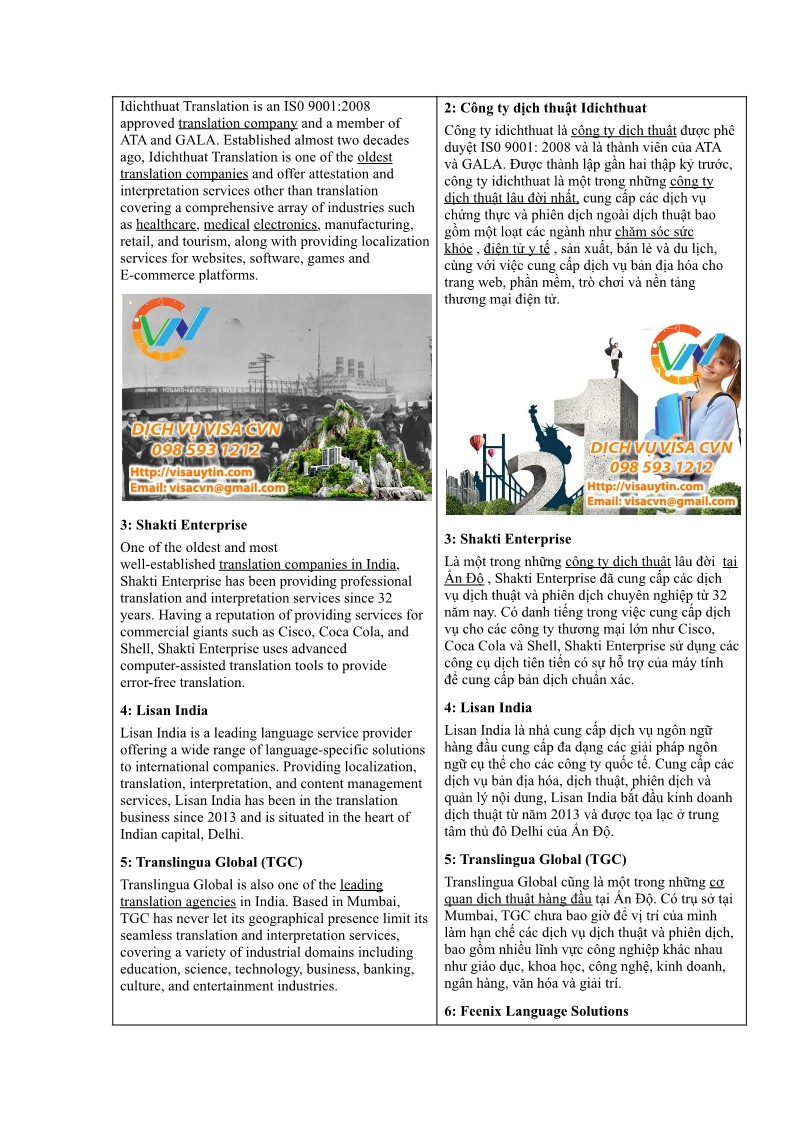 Idichthuat Translation is an IS0 9001:2008
approved translation company and a member of
ATA and GALA. Established almost two decades
ago, Idichthuat Translation is one of the oldest
translation companies and offer attestation and
interpretation services other than translation
covering a comprehensive array of industries such
as healthcare, medical electronics, manufacturing,
retail, and tourism, along with providing localization
services for websites, software, games and
E-commerce platforms.
CVN
DỊCH VỤ VISA CVN
098 593 1212
Http://visauytin.com
Email: visacvn@gmail.com
3: Shakti Enterprise
One of the oldest and most
well-established translation companies in India,
Shakti Enterprise has been providing professional
translation and interpretation services since 32
years. Having a reputation of providing services for
commercial giants such as Cisco, Coca Cola, and
Shell, Shakti Enterprise uses advanced
computer-assisted translation tools to provide
error-free translation.
4: Lisan India
Lisan India is a leading language service provider
offering a wide range of language-specific solutions
to international companies. Providing localization,
translation, interpretation, and content management
services, Lisan India has been in the translation
business since 2013 and is situated in the heart of
Indian capital, Delhi.
5: Translingua Global (TGC)
Translingua Global is also one of the leading
translation agencies in India. Based in Mumbai,
TGC has never let its geographical presence limit its
seamless translation and interpretation services,
covering a variety of industrial domains including
education, science, technology, business, banking,
culture, and entertainment industries.
2: Công ty dịch thuật Idichthuat
Công ty idichthuat là công ty dịch thuật được phê
duyệt IS0 9001: 2008 và là thành viên của ATA
và GALA. Được thành lập gần hai thập kỷ trước,
công ty idichthuat là một trong những công ty
dịch thuật lâu đời nhất, cung cấp các dịch vụ
chứng thực và phiên dịch ngoài dịch thuật bao
gồm một loạt các ngành như chăm sóc sức
khỏe , điện tử y tế , sản xuất, bán lẻ và du lịch,
cùng với việc cung cấp dịch vụ bản địa hóa cho
trang web, phần mềm, trò chơi và nền tảng
thương mại điện tử.
CVN
21
DỊCH VỤ VISA CVN
098 593 1212
Http://visauytin.com
Email: visacvn@gmail.com
3: Shakti Enterprise
Là một trong những công ty dịch thuật lâu đời tại
Ấn Độ , Shakti Enterprise đã cung cấp các dịch
vụ dịch thuật và phiên dịch chuyên nghiệp từ 32
năm nay. Có danh tiếng trong việc cung cấp dịch
vụ cho các công ty thương mại lớn như Cisco,
Coca Cola và Shell, Shakti Enterprise sử dụng các
công cụ dịch tiên tiến có sự hỗ trợ của máy tính
để cung cấp bản dịch chuẩn xác.
4: Lisan India
Lisan India là nhà cung cấp dịch vụ ngôn ngữ
hàng đầu cung cấp đa dạng các giải pháp ngôn
ngữ cụ thể cho các công ty quốc tế. Cung cấp các
dịch vụ bản địa hóa, dịch thuật, phiên dịch và
quản lý nội dung, Lisan India bắt đầu kinh doanh
dịch thuật từ năm 2013 và được tọa lạc ở trung
tâm thủ đô Delhi của Ấn Độ.
5: Translingua Global (TGC)
Translingua Global cũng là một trong những cơ
quan dịch thuật hàng đầu tại Ấn Độ. Có trụ sở tại
Mumbai, TGC chưa bao giờ để vị trí của mình
làm hạn chế các dịch vụ dịch thuật và phiên dịch,
bao gồm nhiều lĩnh vực công nghiệp khác nhau
như giáo dục, khoa học, công nghệ, kinh doanh,
ngân hàng, văn hóa và giải trí.
6: Feenix Language Solutions